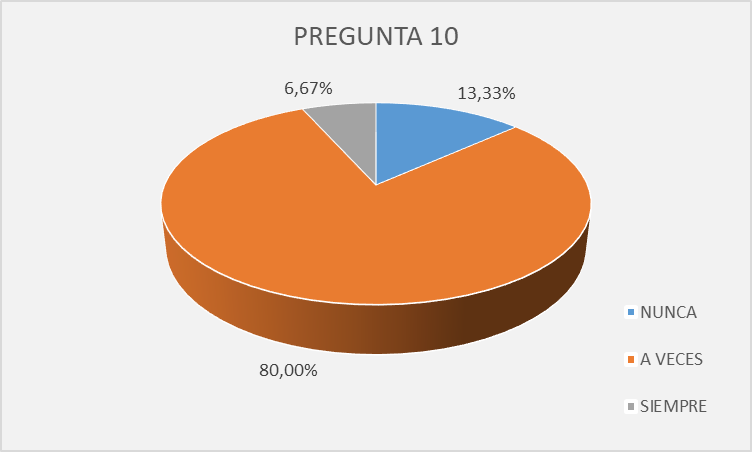 PREGUNTA 10
6,67%
13,33%
80,00%
NUNCA
A VECES
SIEMPRE